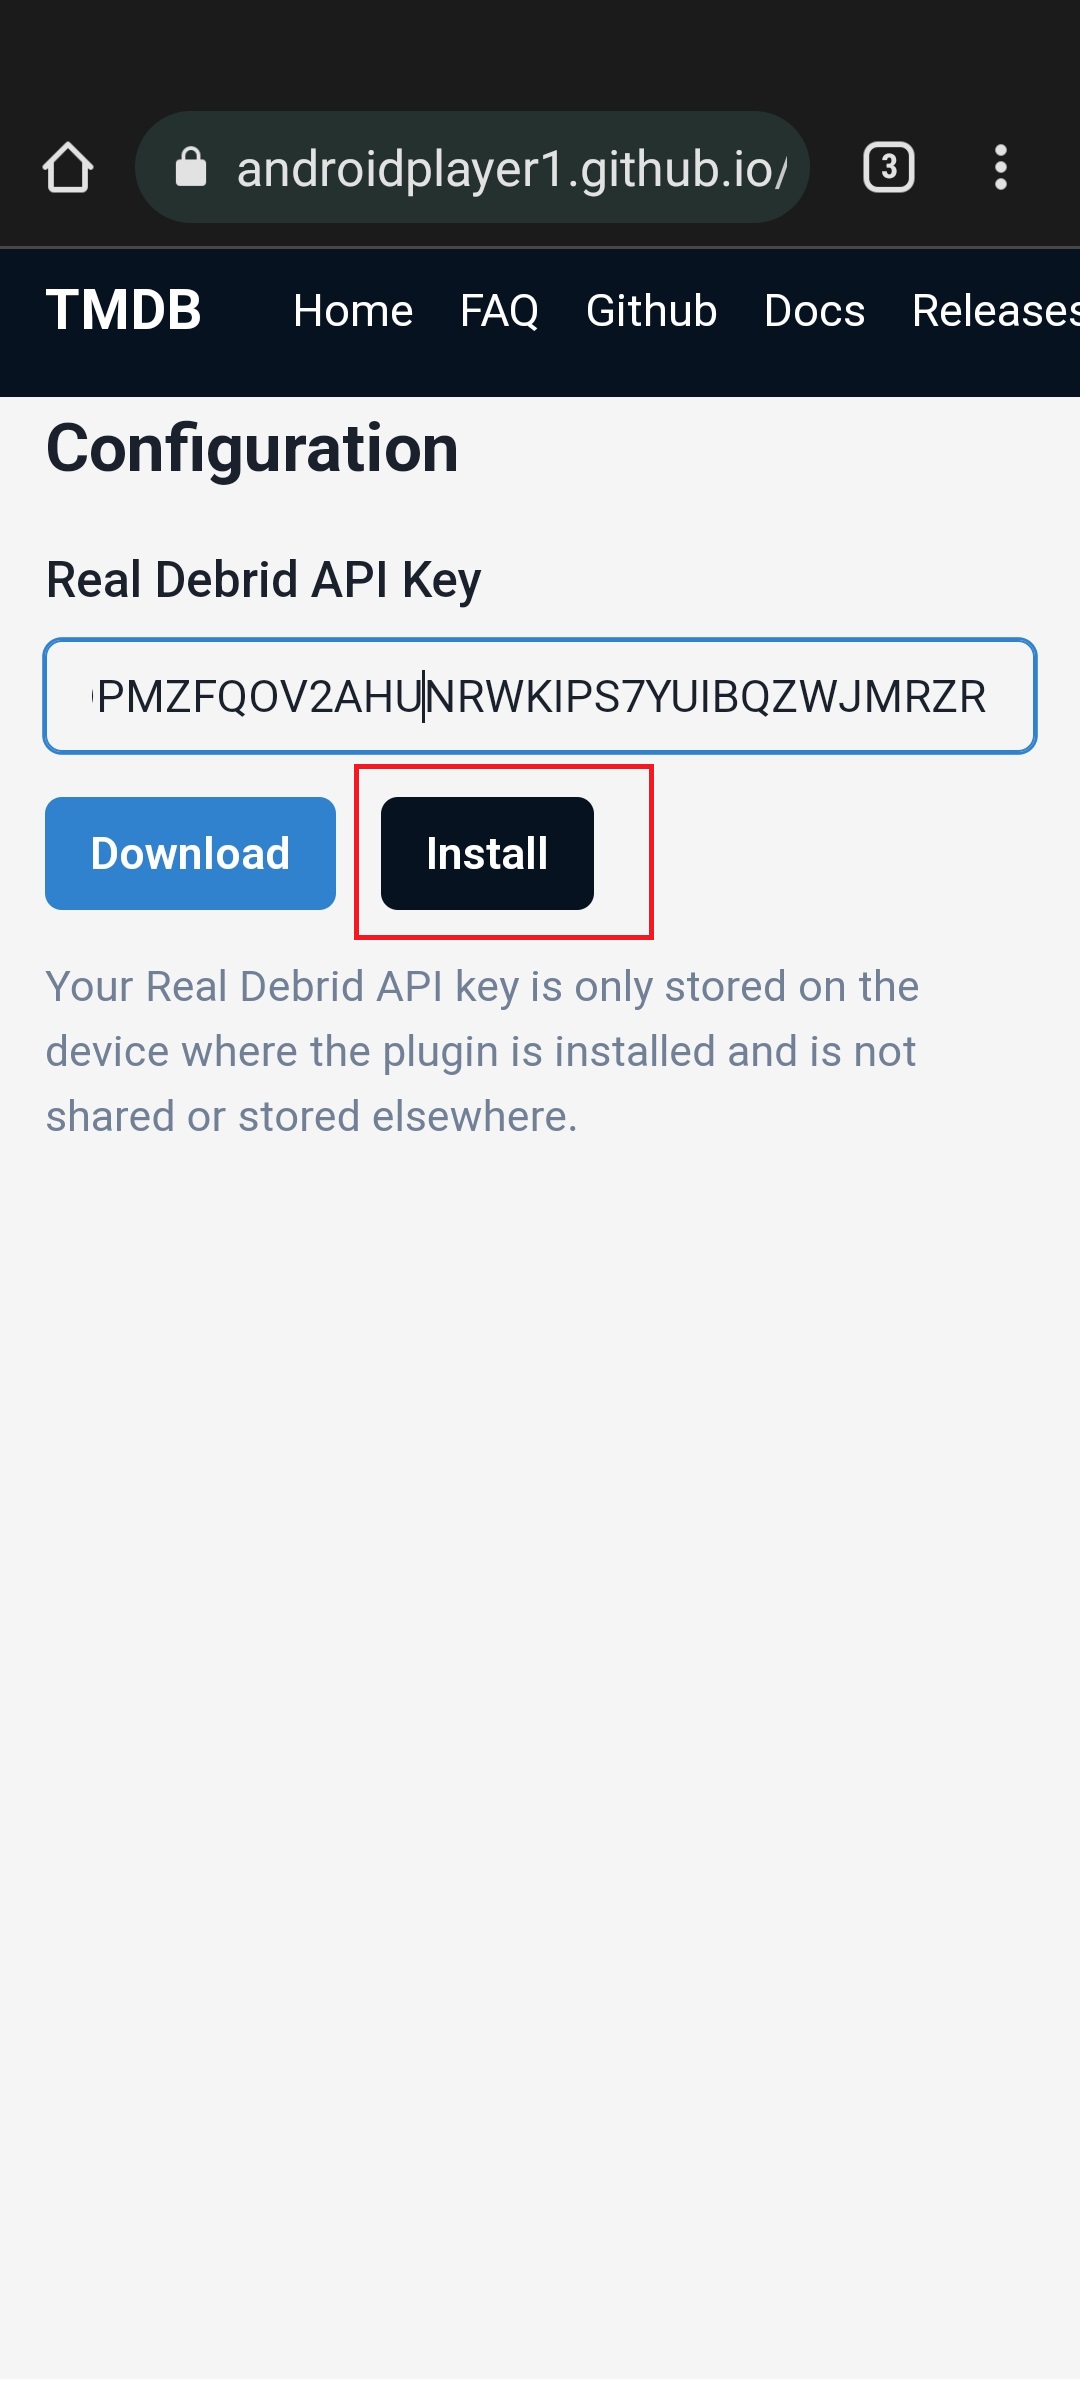 androidplayer1.github.io/
3
TMDB Home FAQ Github Docs Releases
Configuration
Real Debrid API Key
PMZFQOV2AHUNRWKIPS7YUIBQZWJMRZR
Download Install
Your Real Debrid API key is only stored on the
device where the plugin is installed and is not
shared or stored elsewhere.